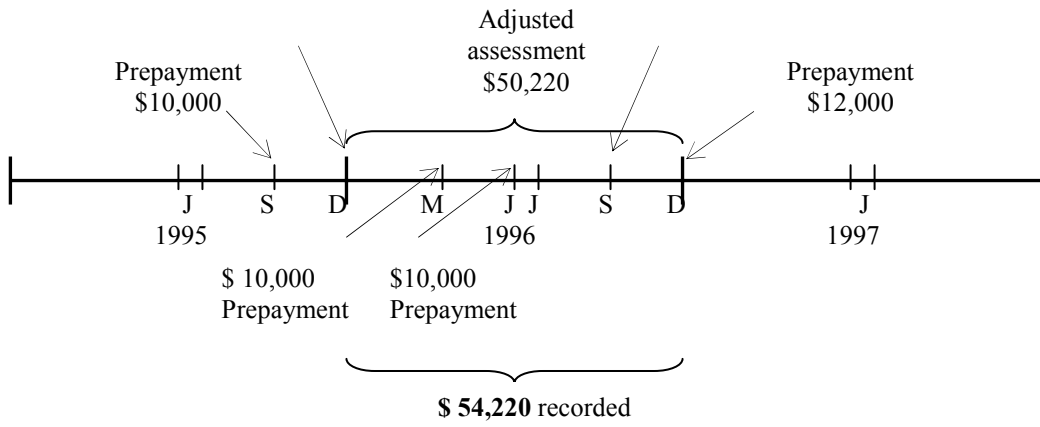 Adjusted
assessment
$50,220
Prepayment
$10,000
Prepayment
$12,000
J S D M J J S D J
1995 1996 1997
$ 10,000
Prepayment
$10,000
Prepayment
$ 54,220 recorded